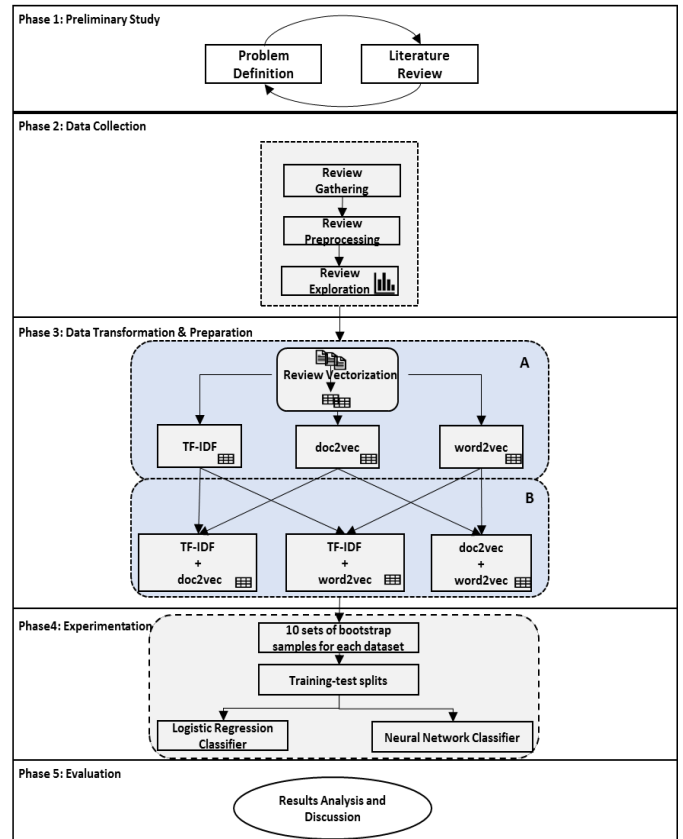 Phase 1: Preliminary Study
Problem
Definition
Literature
Review
Phase 2: Data Collection
Review
Gathering
Review
Preprocessing
Review
Exploration
Phase 3: Data Transformation & Preparation
A
Review Vectorization
TF-IDF
doc2vec
word2vec
B
TF-IDF
+
doc2vec
TF-IDF
+
word2vec
doc2vec
+
word2vec
Phase4: Experimentation
10 sets of bootstrap
samples for each dataset
Training-test splits
Logistic Regression
Classifier
Neural Network Classifier
Phase 5: Evaluation
Results Analysis and
Discussion